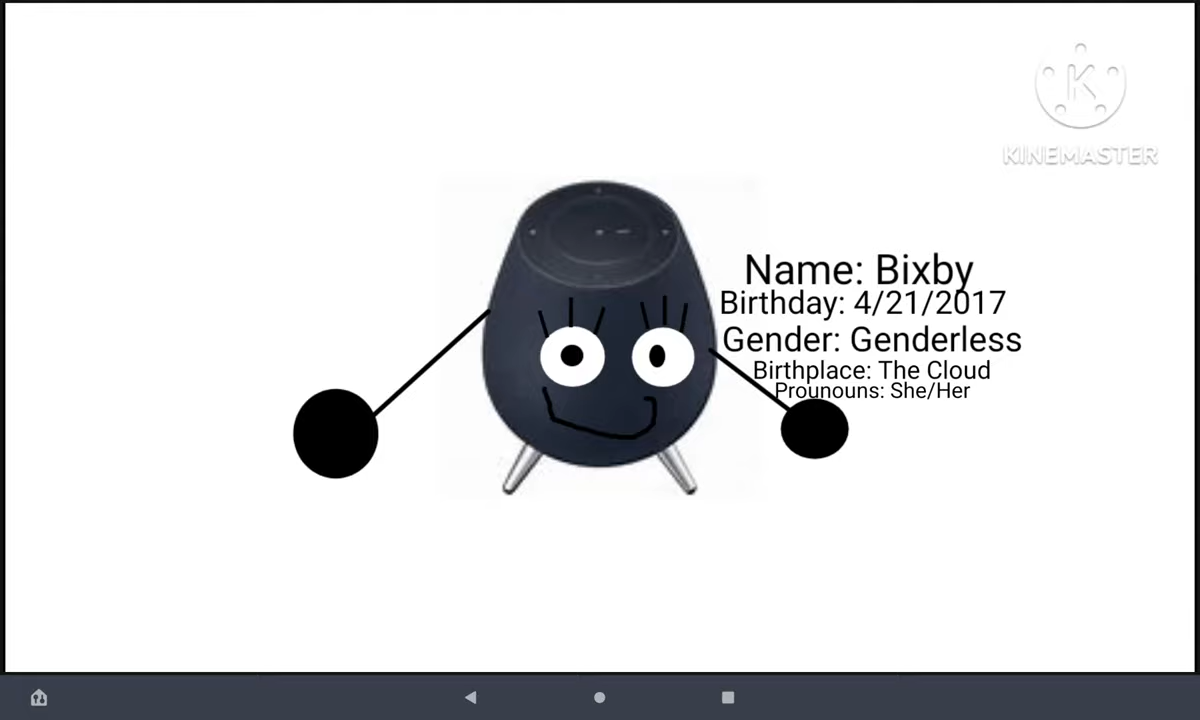 K
KINEMASTER
Name: Bixby
Birthday: 4/21/2017
Gender: Genderless
Birthplace: The Cloud
Prounouns: She/Her